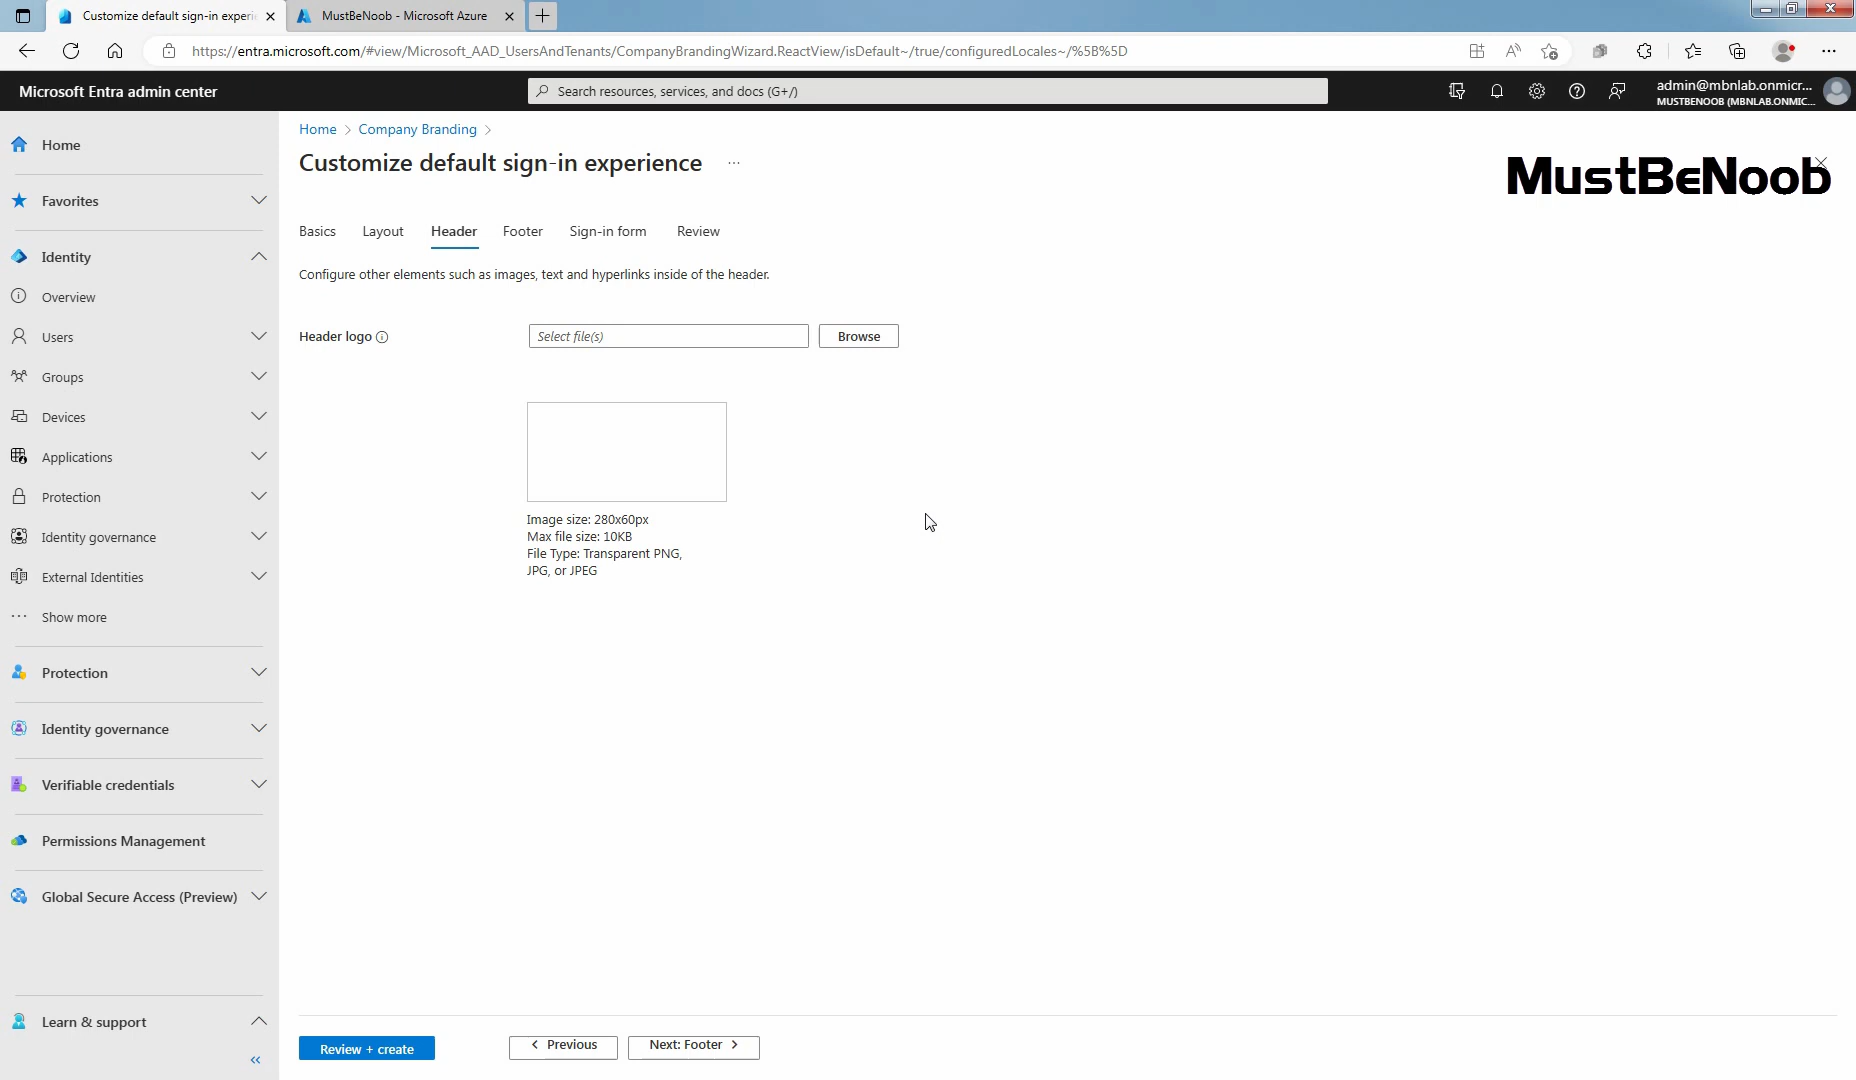 Customize default sign-in experie
MustBeNoob - Microsoft Azure
https://entra.microsoft.com/#view/Microsoft_AAD_UsersAndTenants/CompanyBrandingWizard.ReactView/isDefault~/true/configuredLocales~/%5B%5D
Microsoft Entra admin center
Search resources, services, and docs (G+/)
admin@mbnlab.onmicr...
MUSTBENOOB (MBNLAB.ONMIC...
Home
Favorites
Identity
Overview
Users
Groups
Devices
Applications
Protection
Identity governance
External Identities
Show more
Protection
Identity governance
Verifiable credentials
Permissions Management
Global Secure Access (Preview)
Learn & support
Home > Company Branding >
Customize default sign-in experience ...
MustBeNoob
Basics Layout Header Footer Sign-in form Review
Configure other elements such as images, text and hyperlinks inside of the header.
Header logo
Select file(s)
Browse
Image size: 280x60px
Max file size: 10KB
File Type: Transparent PNG,
JPG, or JPEG
Review + create
< Previous
Next: Footer >